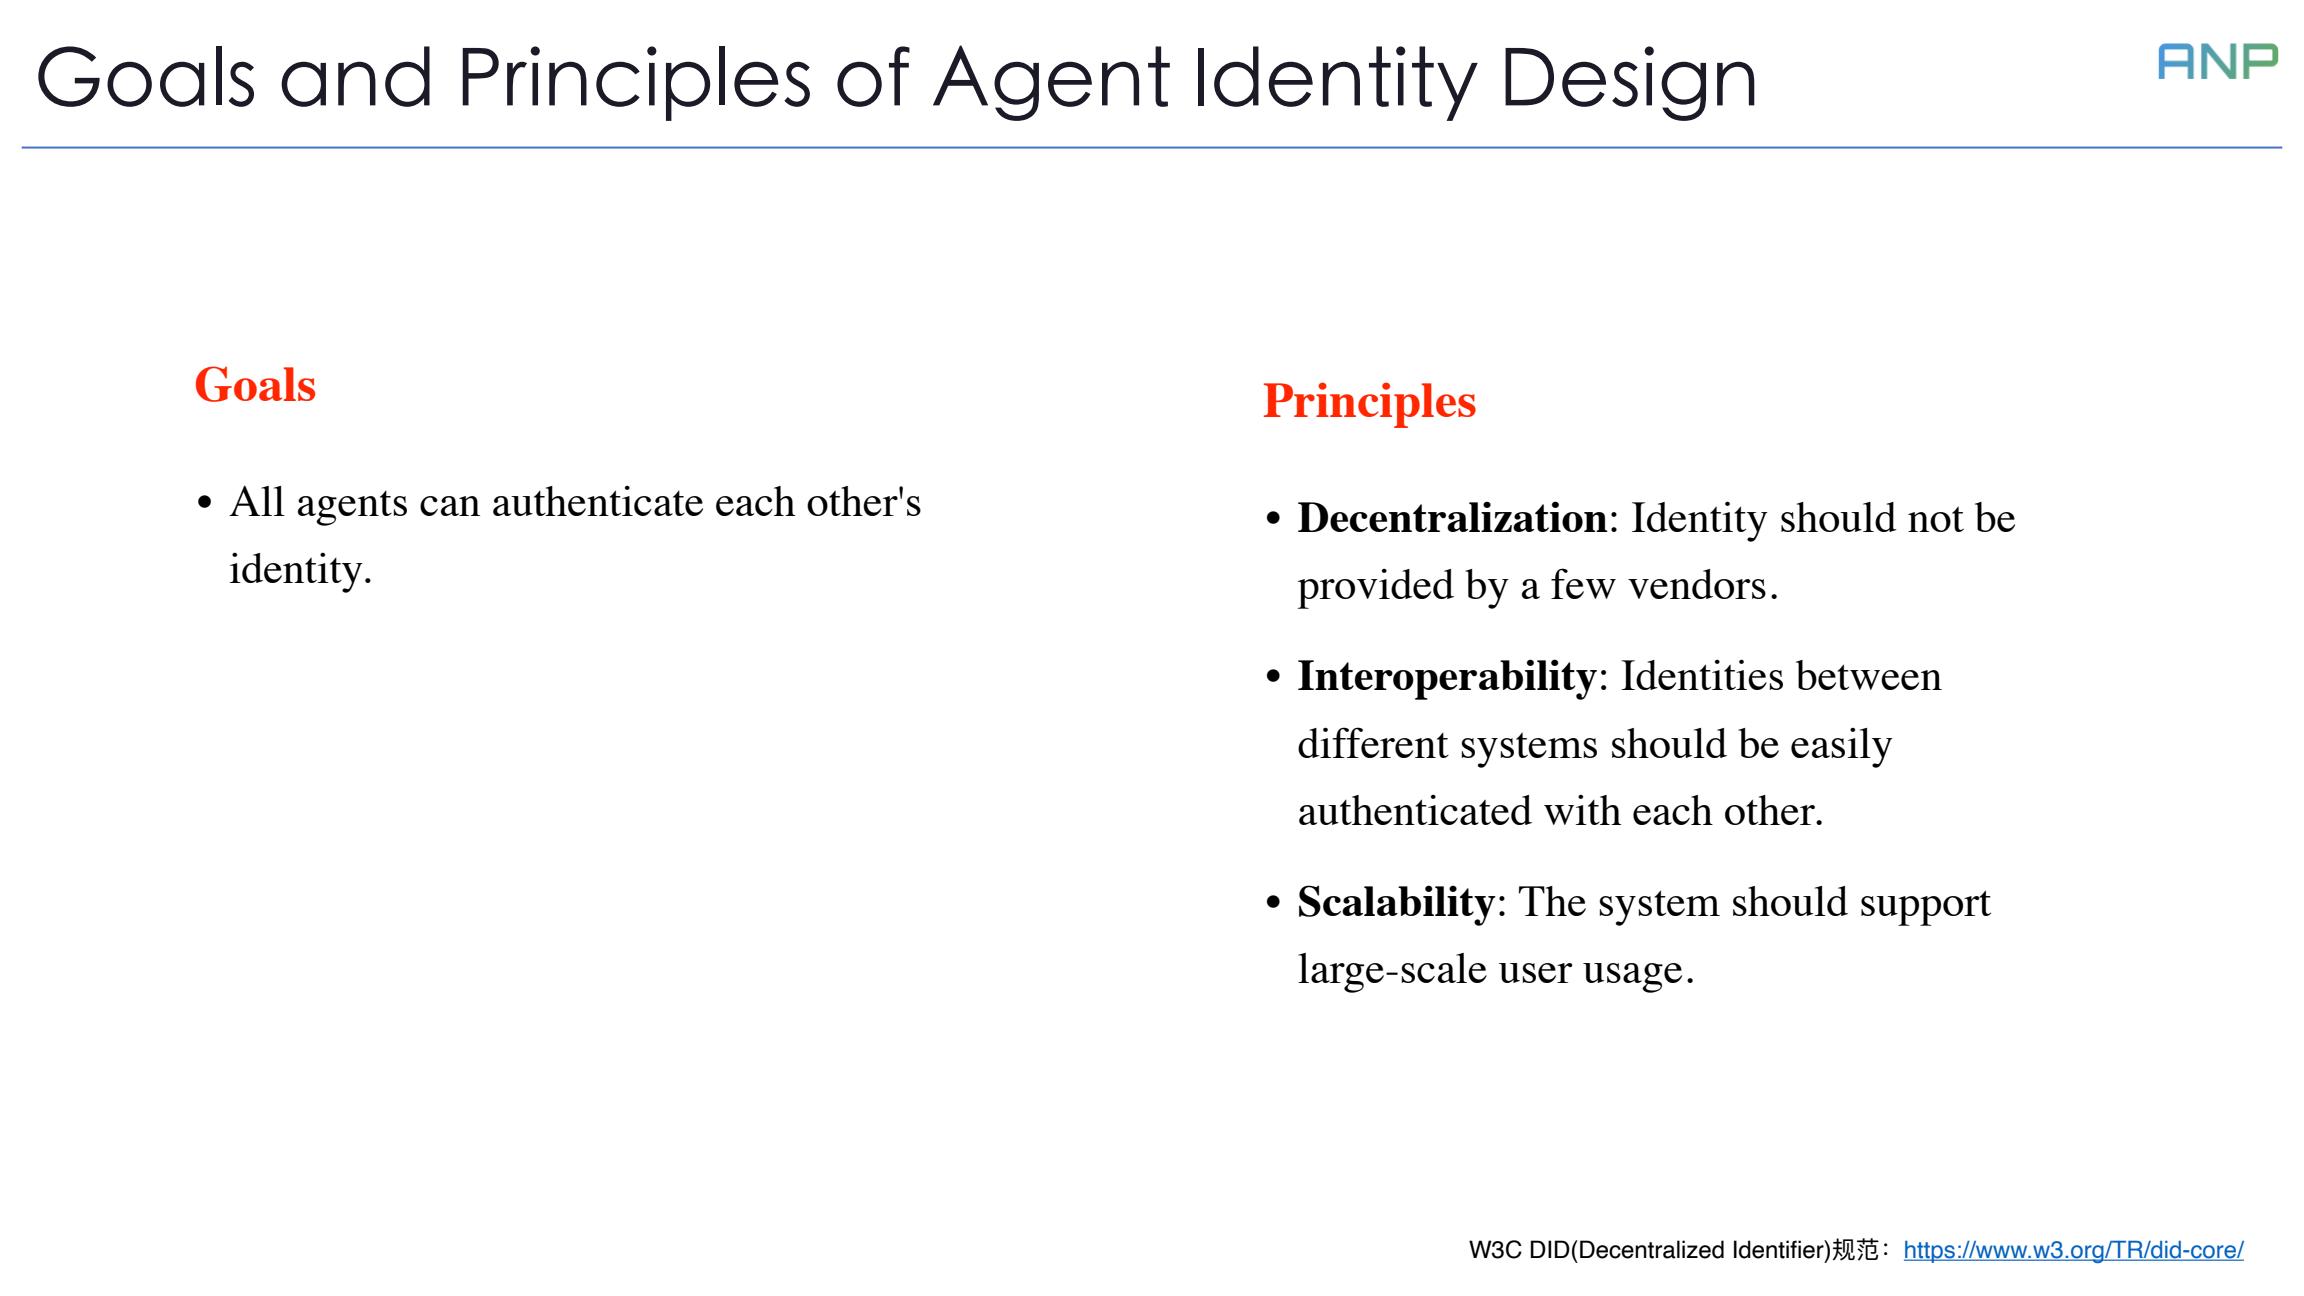 Goals and Principles of Agent Identity Design
ANP
Goals
• All agents can authenticate each other's
identity.
Principles
• Decentralization: Identity should not be
provided by a few vendors.
• Interoperability: Identities between
different systems should be easily
authenticated with each other.
• Scalability: The system should support
large-scale user usage.
W3C DID(Decentralized Identifier)规范：https://www.w3.org/TR/did-core/